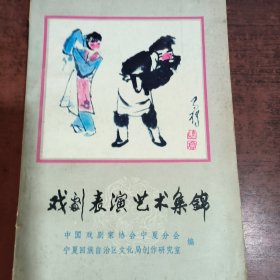 戏剧表演艺术集锦
中国戏剧家协会宁夏分会
宁夏回族自治区文化局创作研究室
编